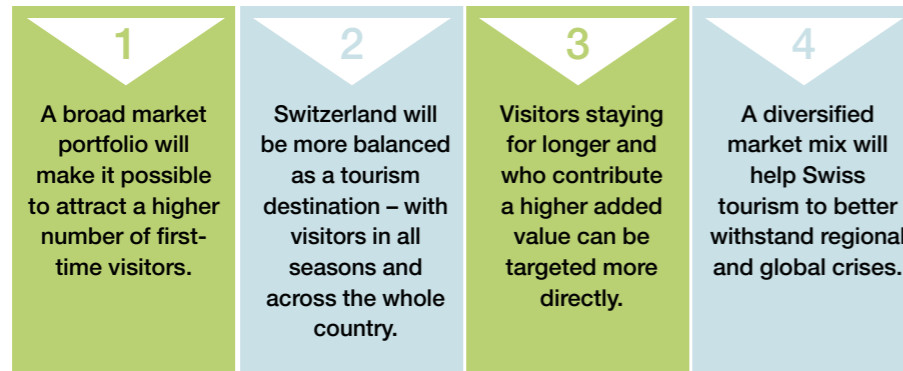 1
A broad market
portfolio will
make it possible
to attract a higher
number of first-
time visitors.
2
Switzerland will
be more balanced
as a tourism
destination – with
visitors in all
seasons and
across the whole
country.
3
Visitors staying
for longer and
who contribute
a higher added
value can be
targeted more
directly.
4
A diversified
market mix will
help Swiss
tourism to better
withstand regional
and global crises.